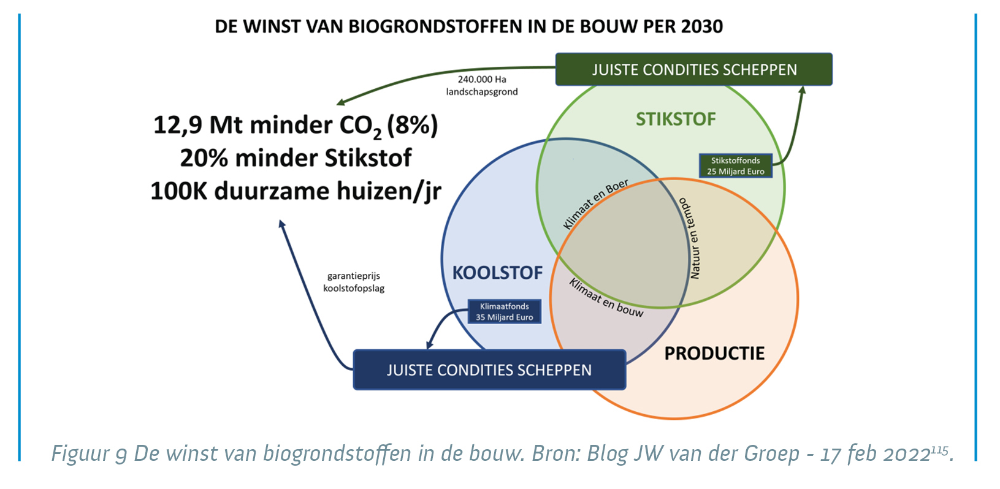 DE WINST VAN BIOGRONDSTOFFEN IN DE BOUW PER 2030
JUISTE CONDITIES SCHEPPEN
240.000 Ha
landschapsgrond
12,9 Mt minder CO₂ (8%)
20% minder Stikstof
100K duurzame huizen/jr
STIKSTOF
Stikstoffonds
25 Miljard Euro
Klimaat en Boer
Natuur en tempo
KOOLSTOF
garantieprijs
koolstofopslag
Klimaat en bouw
Klimaatfonds
35 Miljard Euro
PRODUCTIE
JUISTE CONDITIES SCHEPPEN
Figuur 9 De winst van biogrondstoffen in de bouw. Bron: Blog JW van der Groep - 17 feb 2022¹¹⁵.